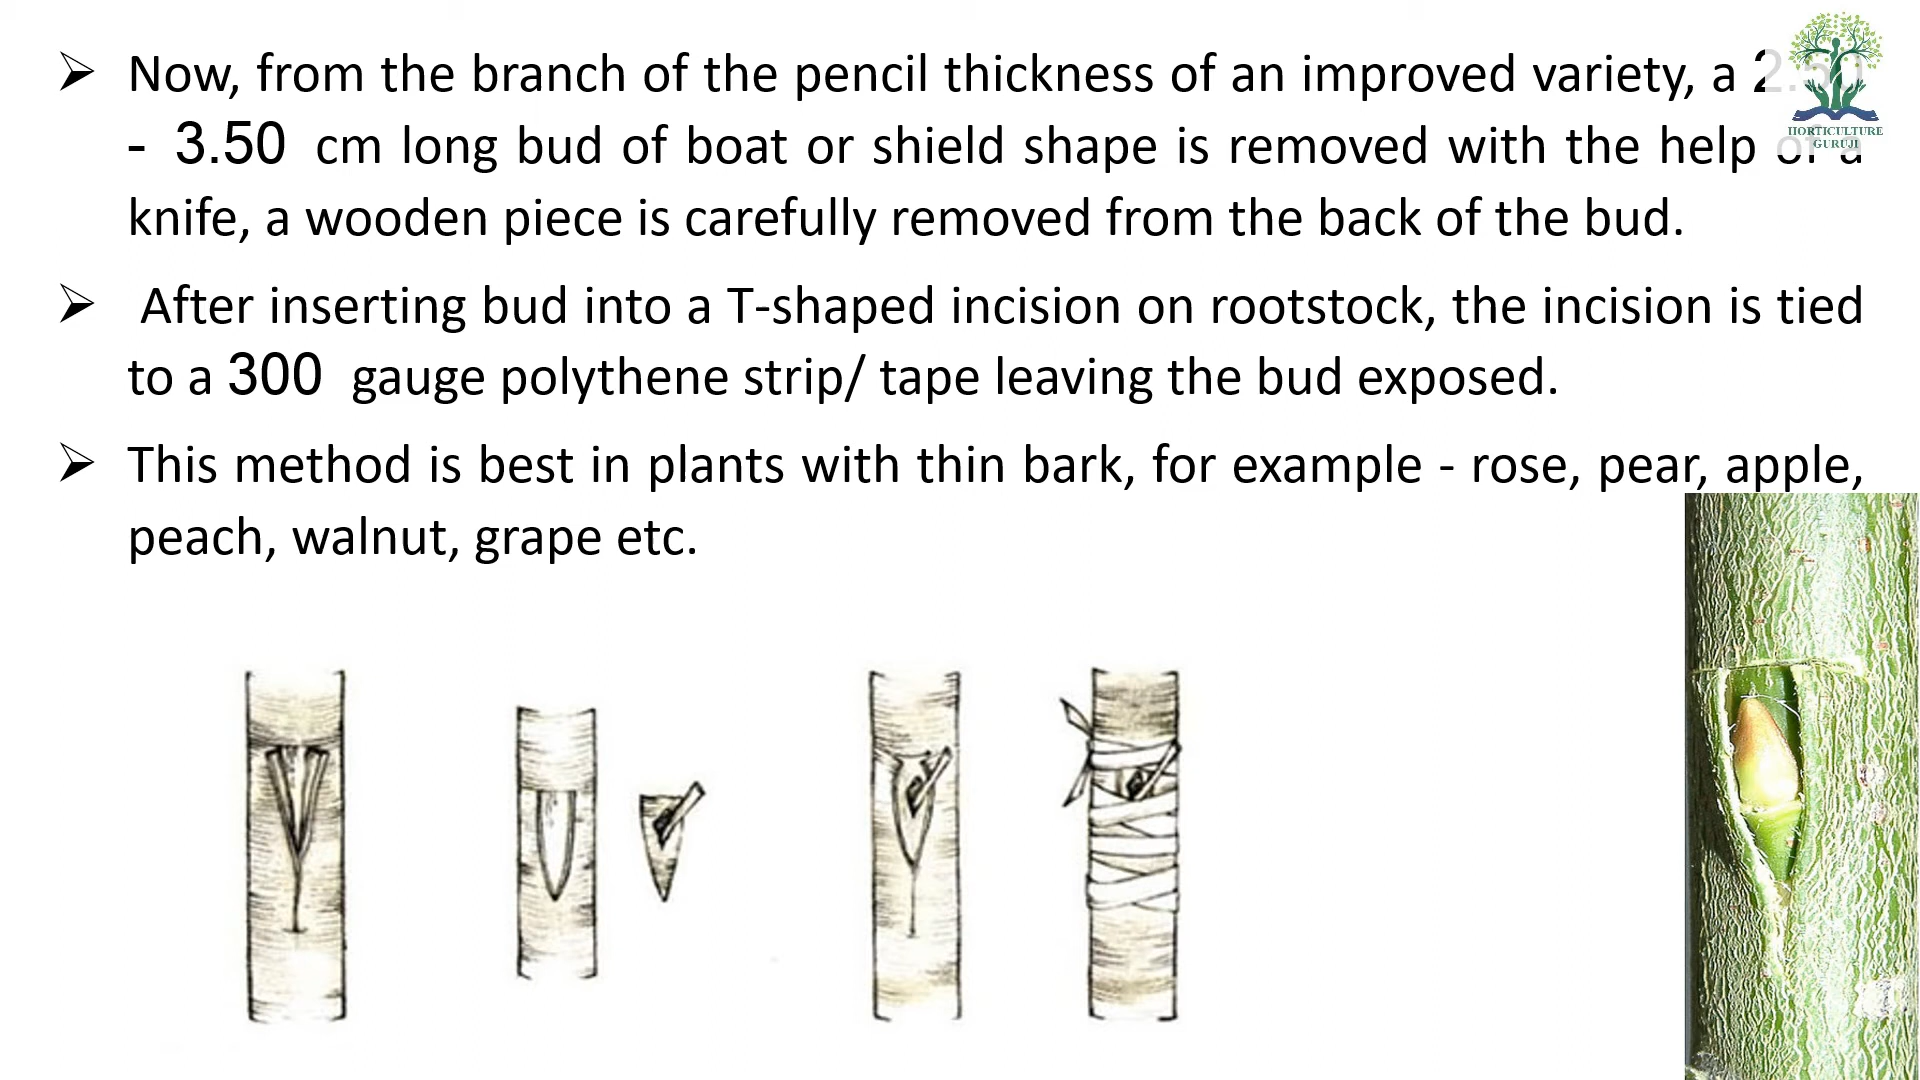 ➢ Now, from the branch of the pencil thickness of an improved variety, a 2.50
- 3.50 cm long bud of boat or shield shape is removed with the help of a
knife, a wooden piece is carefully removed from the back of the bud.
➢ After inserting bud into a T-shaped incision on rootstock, the incision is tied
to a 300 gauge polythene strip/ tape leaving the bud exposed.
➢ This method is best in plants with thin bark, for example - rose, pear, apple,
peach, walnut, grape etc.
HORTICULTURE
GURUJI